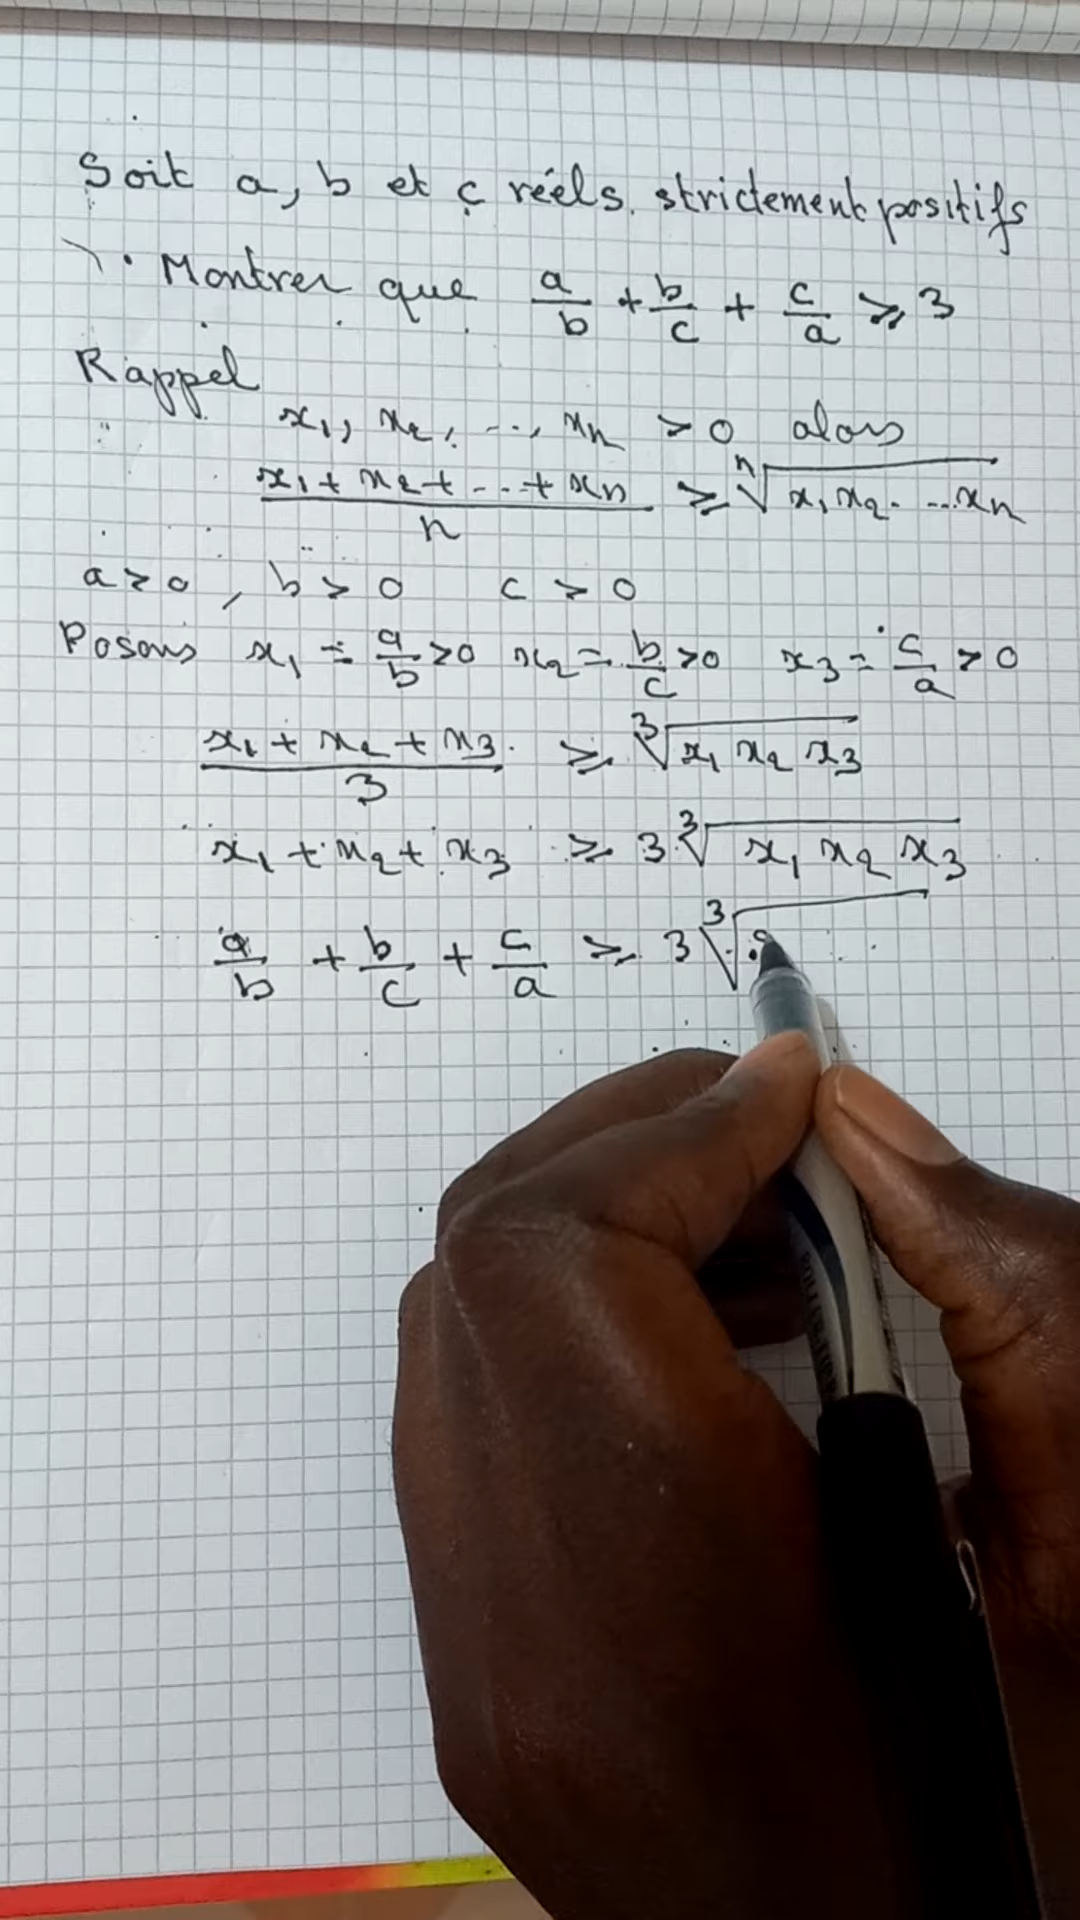 Soit a, b et c réels strictement positifs
Montrer que a/b + b/c + c/a ⩾ 3
Rappel
x₁, x₂, ..., xₙ > 0 alors
(x₁ + x₂ + ... + xₙ)/n ⩾ ⁿ√(x₁ x₂ ... xₙ)
a > 0, b > 0 c > 0
Posons x₁ = a/b > 0 x₂ = b/c > 0 x₃ = c/a > 0
(x₁ + x₂ + x₃)/3 ⩾ ³√(x₁ x₂ x₃)
x₁ + x₂ + x₃ ⩾ 3 ³√(x₁ x₂ x₃)
a/b + b/c + c/a ⩾ 3 ³√